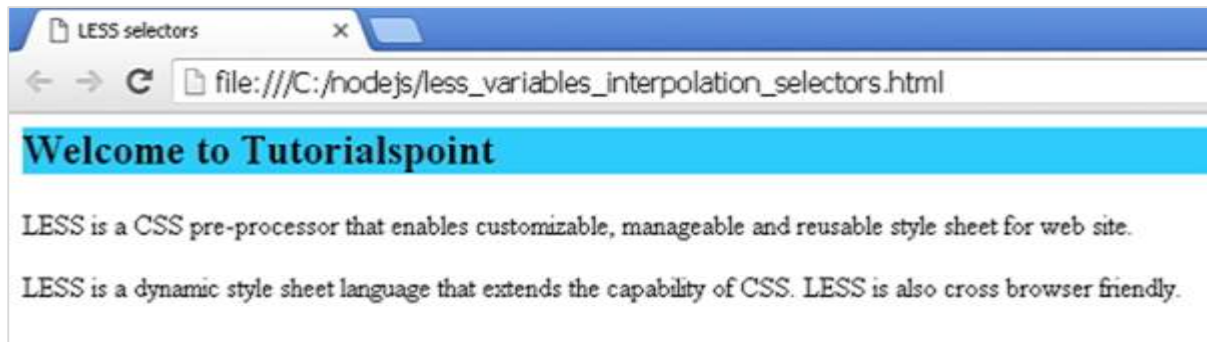 LESS selectors
file:///C:/nodejs/less_variables_interpolation_selectors.html
Welcome to Tutorialspoint
LESS is a CSS pre-processor that enables customizable, manageable and reusable style sheet for web site.
LESS is a dynamic style sheet language that extends the capability of CSS. LESS is also cross browser friendly.